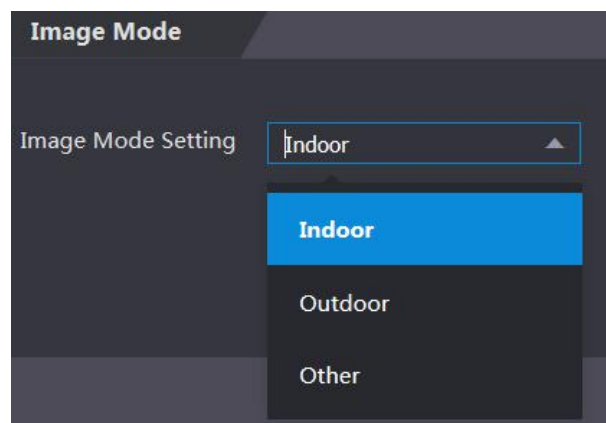 Image Mode
Image Mode Setting Indoor
Indoor
Outdoor
Other